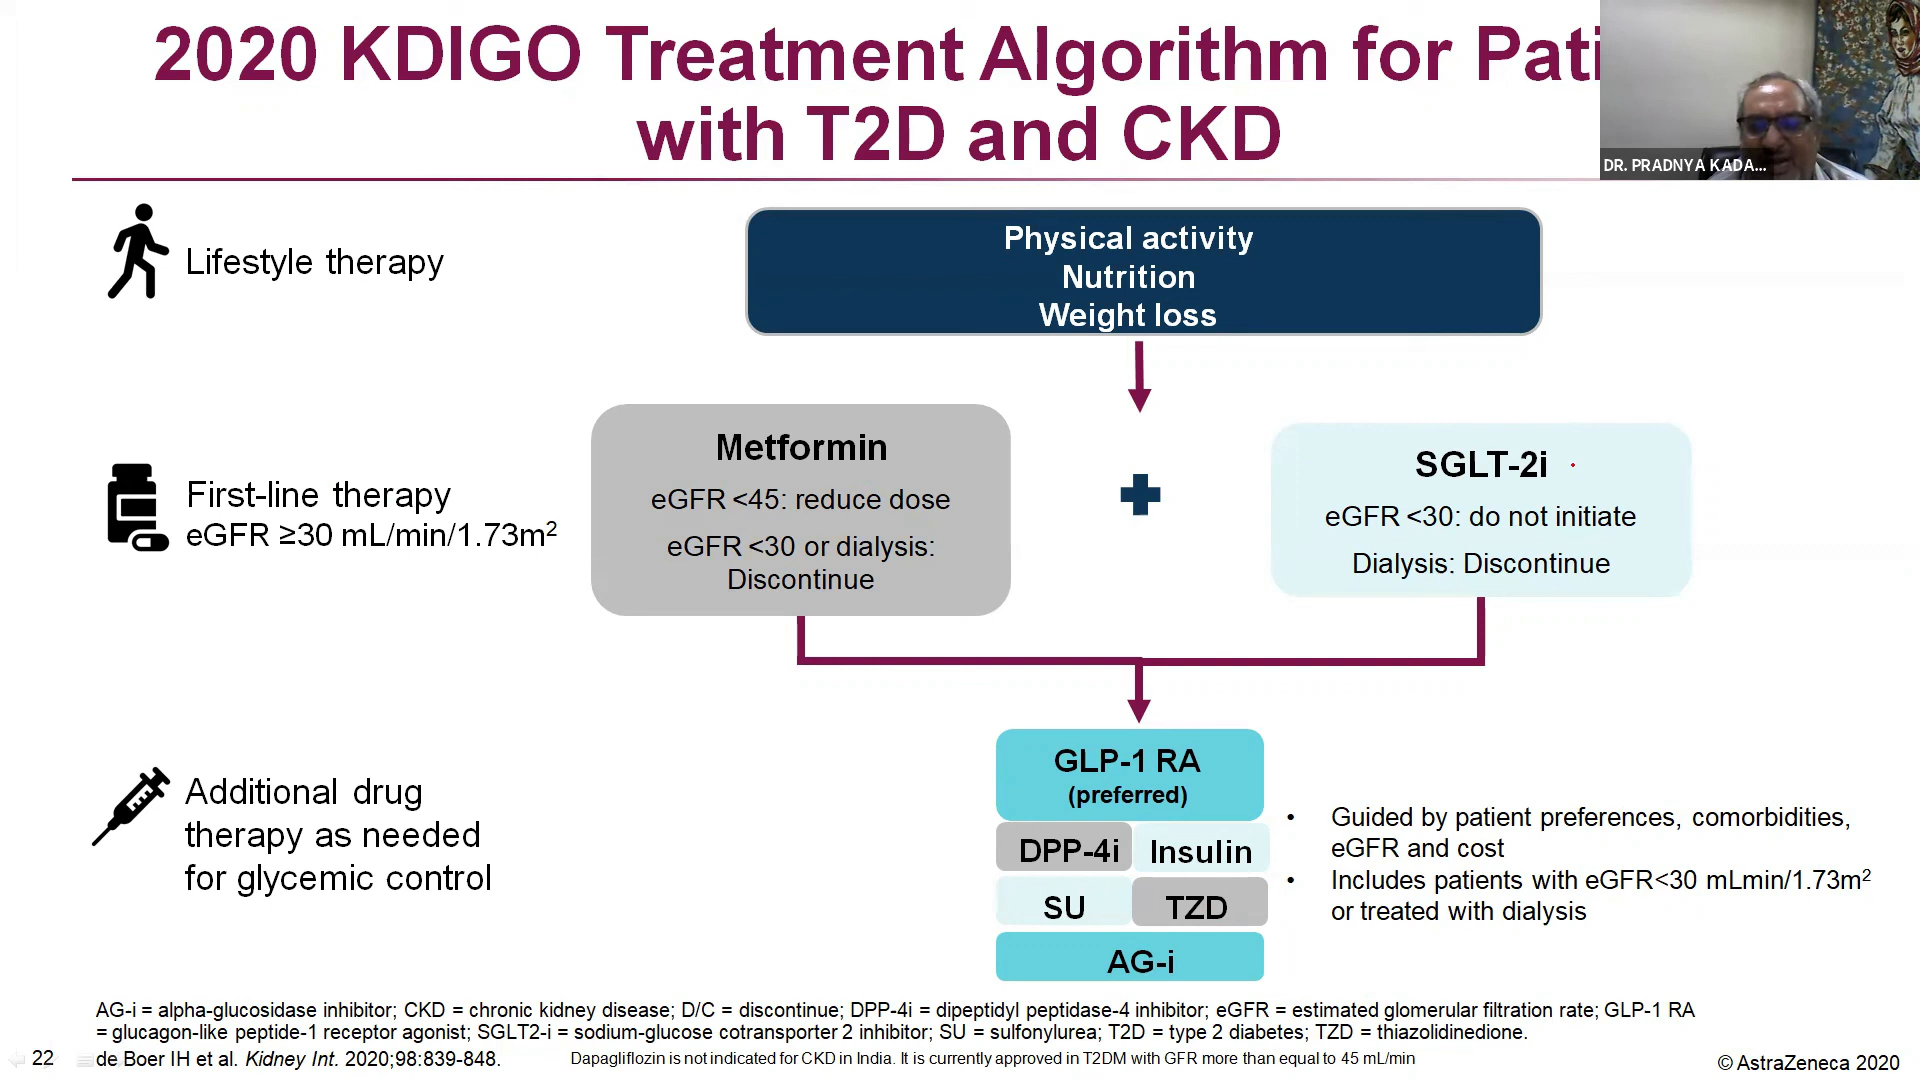 2020 KDIGO Treatment Algorithm for Pati
with T2D and CKD
DR. PRADNYA KADA...
Lifestyle therapy
Physical activity
Nutrition
Weight loss
First-line therapy
eGFR ≥30 mL/min/1.73m²
Metformin
eGFR <45: reduce dose
eGFR <30 or dialysis:
Discontinue
SGLT-2i
eGFR <30: do not initiate
Dialysis: Discontinue
Additional drug
therapy as needed
for glycemic control
GLP-1 RA
(preferred)
DPP-4i Insulin
SU TZD
AG-i
• Guided by patient preferences, comorbidities,
eGFR and cost
• Includes patients with eGFR<30 mLmin/1.73m²
or treated with dialysis
AG-i = alpha-glucosidase inhibitor; CKD = chronic kidney disease; D/C = discontinue; DPP-4i = dipeptidyl peptidase-4 inhibitor; eGFR = estimated glomerular filtration rate; GLP-1 RA
= glucagon-like peptide-1 receptor agonist; SGLT2-i = sodium-glucose cotransporter 2 inhibitor; SU = sulfonylurea; T2D = type 2 diabetes; TZD = thiazolidinedione.
22
de Boer IH et al. Kidney Int. 2020;98:839-848.
Dapagliflozin is not indicated for CKD in India. It is currently approved in T2DM with GFR more than equal to 45 mL/min
© AstraZeneca 2020